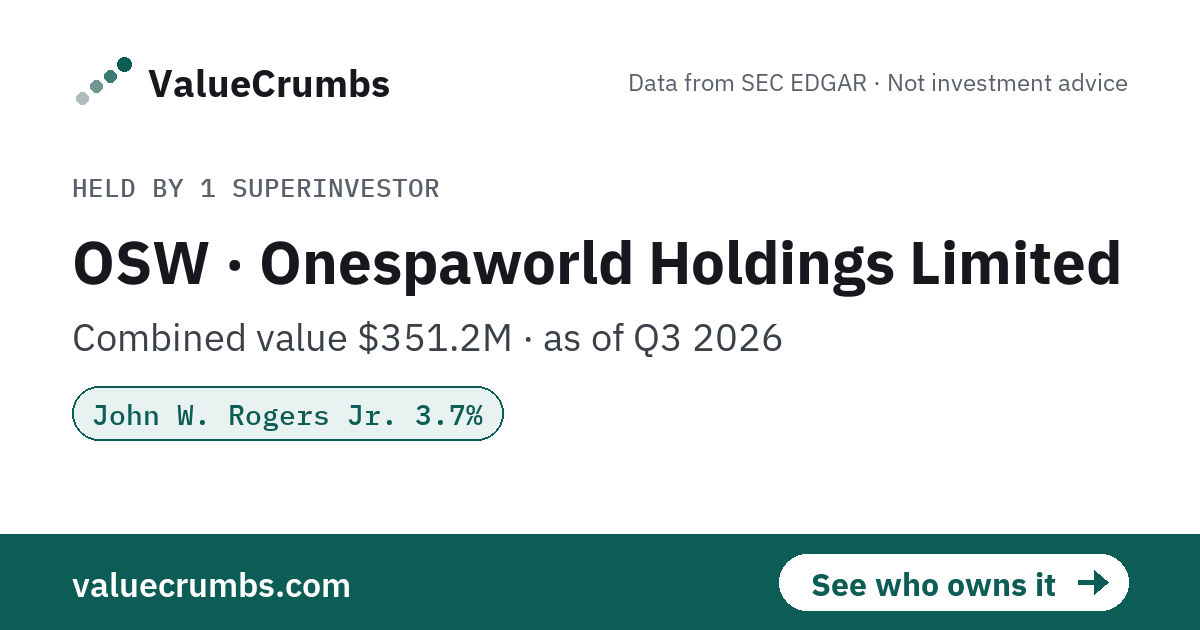 ValueCrumbs
Data from SEC EDGAR · Not investment advice
HELD BY 1 SUPERINVESTOR
OSW · Onespaworld Holdings Limited
Combined value $351.2M · as of Q3 2026
John W. Rogers Jr. 3.7%
valuecrumbs.com
See who owns it →